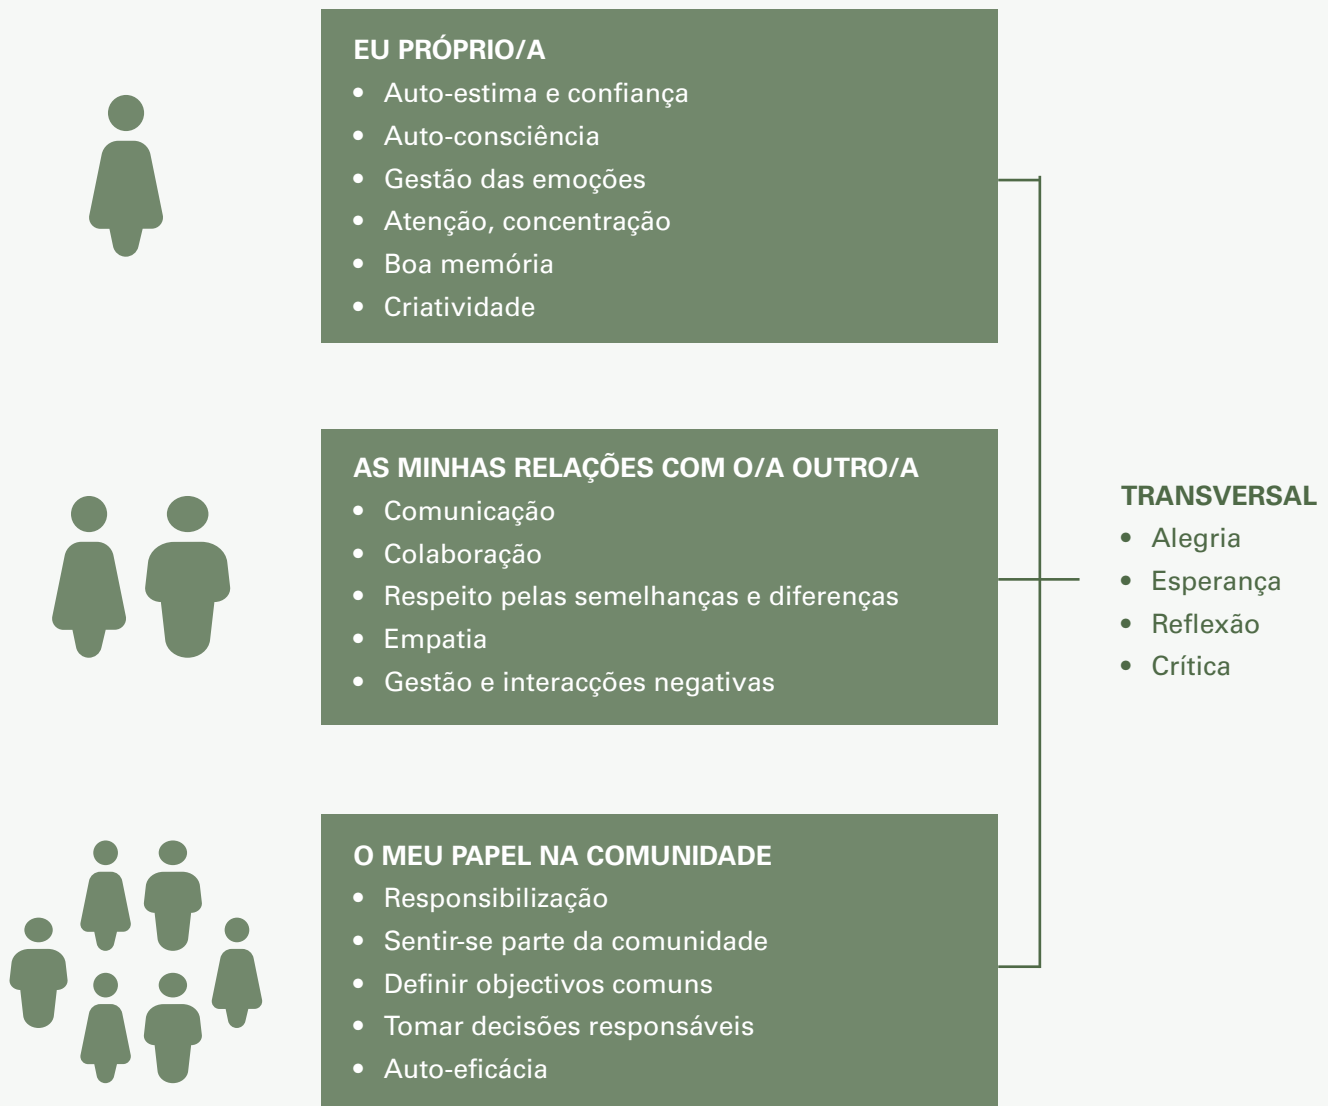 EU PRÓPRIO/A
• Auto-estima e confiança
• Auto-consciência
• Gestão das emoções
• Atenção, concentração
• Boa memória
• Criatividade
AS MINHAS RELAÇÕES COM O/A OUTRO/A
• Comunicação
• Colaboração
• Respeito pelas semelhanças e diferenças
• Empatia
• Gestão e interacções negativas
O MEU PAPEL NA COMUNIDADE
• Responsibilização
• Sentir-se parte da comunidade
• Definir objectivos comuns
• Tomar decisões responsáveis
• Auto-eficácia
TRANSVERSAL
• Alegria
• Esperança
• Reflexão
• Crítica